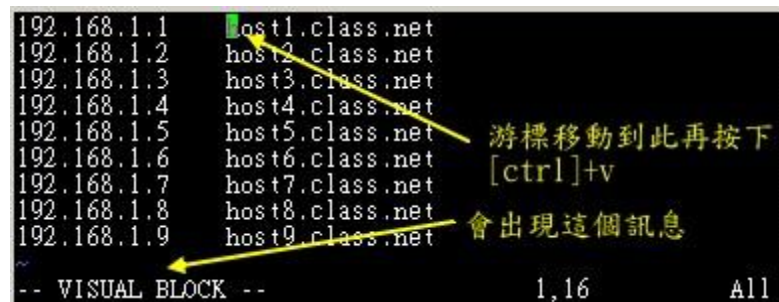 192.168.1.1 host1.class.net
192.168.1.2 host2.class.net
192.168.1.3 host3.class.net
192.168.1.4 host4.class.net
192.168.1.5 host5.class.net
192.168.1.6 host6.class.net
192.168.1.7 host7.class.net
192.168.1.8 host8.class.net
192.168.1.9 host9.class.net
游標移動到此再按下
[ctrl]+v
會出現這個訊息
~
-- VISUAL BLOCK -- 1,16 All